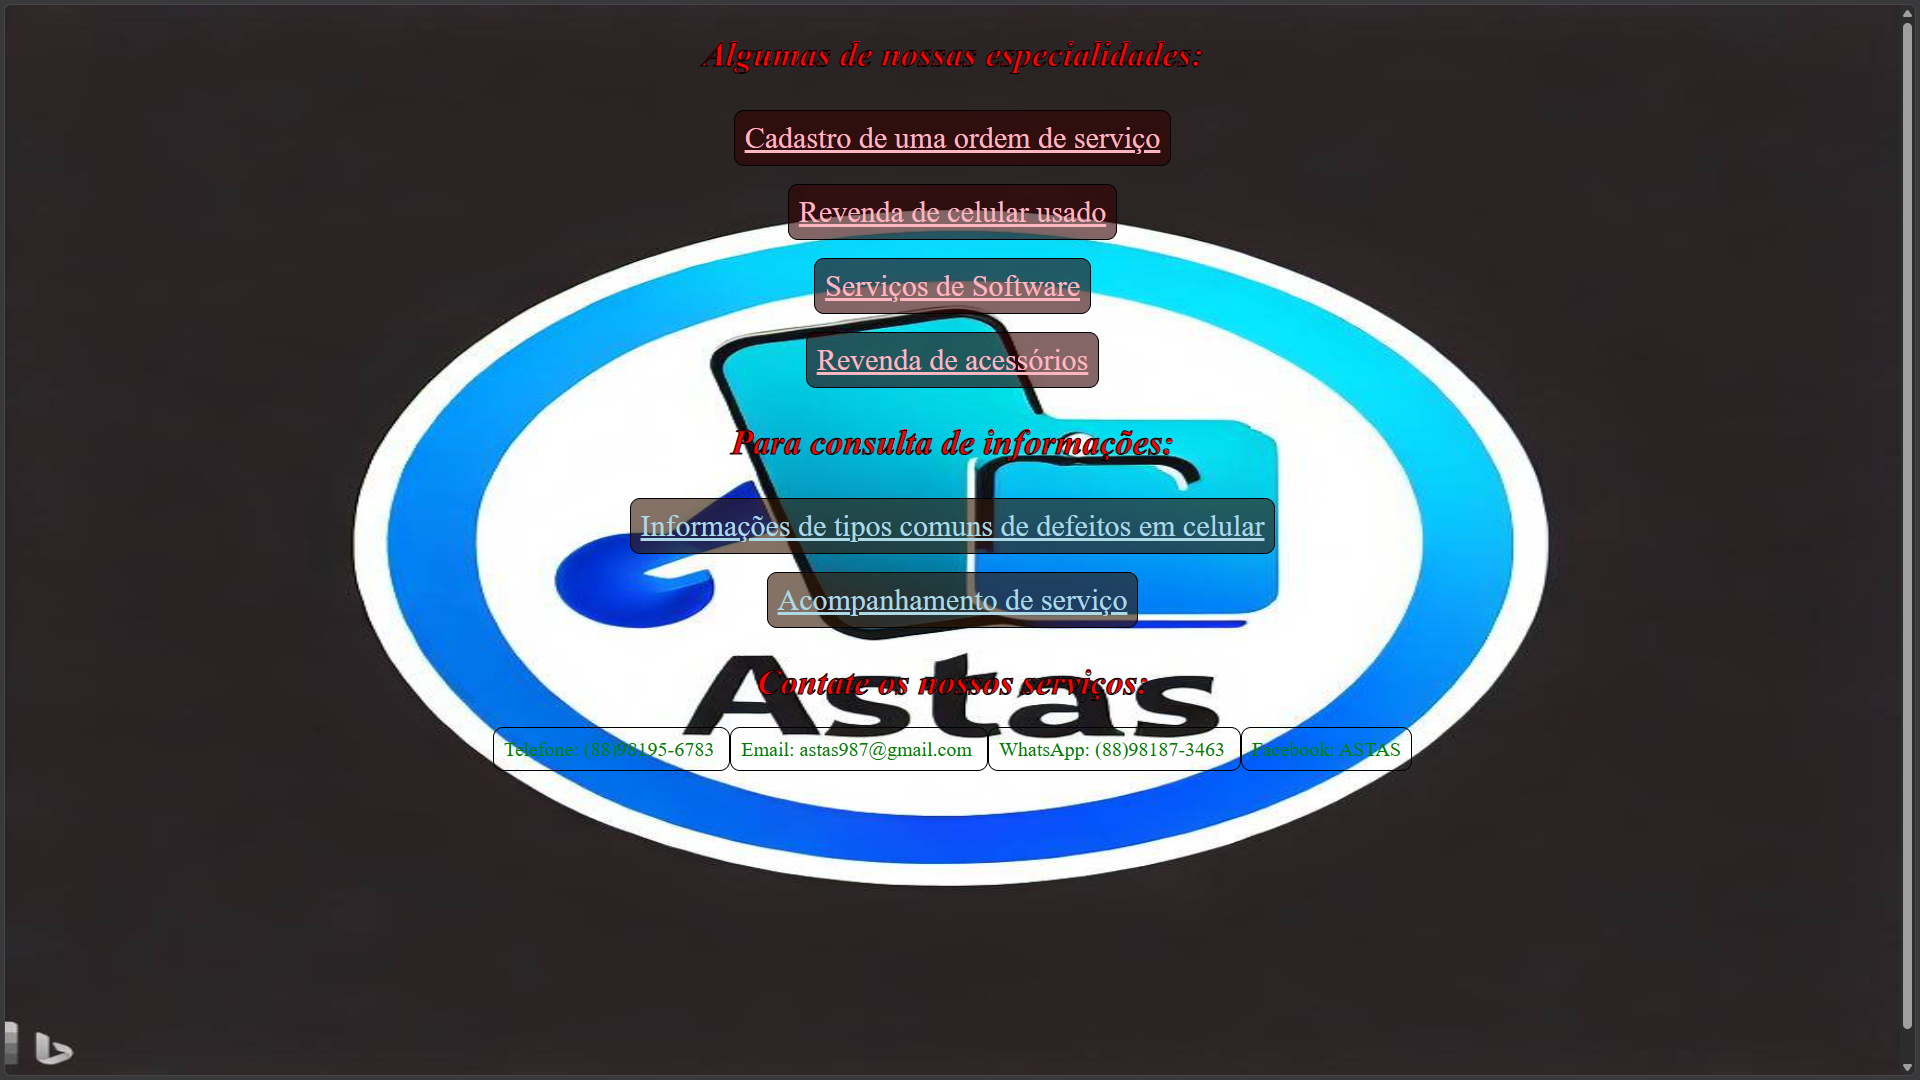 Algumas de nossas especialidades:
Cadastro de uma ordem de serviço
Revenda de celular usado
Serviços de Software
Revenda de acessórios
Para consulta de informações:
Informações de tipos comuns de defeitos em celular
Acompanhamento de serviço
Astas
Contate os nossos serviços:
Telefone: (88)98195-6783 Email: astas987@gmail.com WhatsApp: (88)98187-3463 Facebook: ASTAS